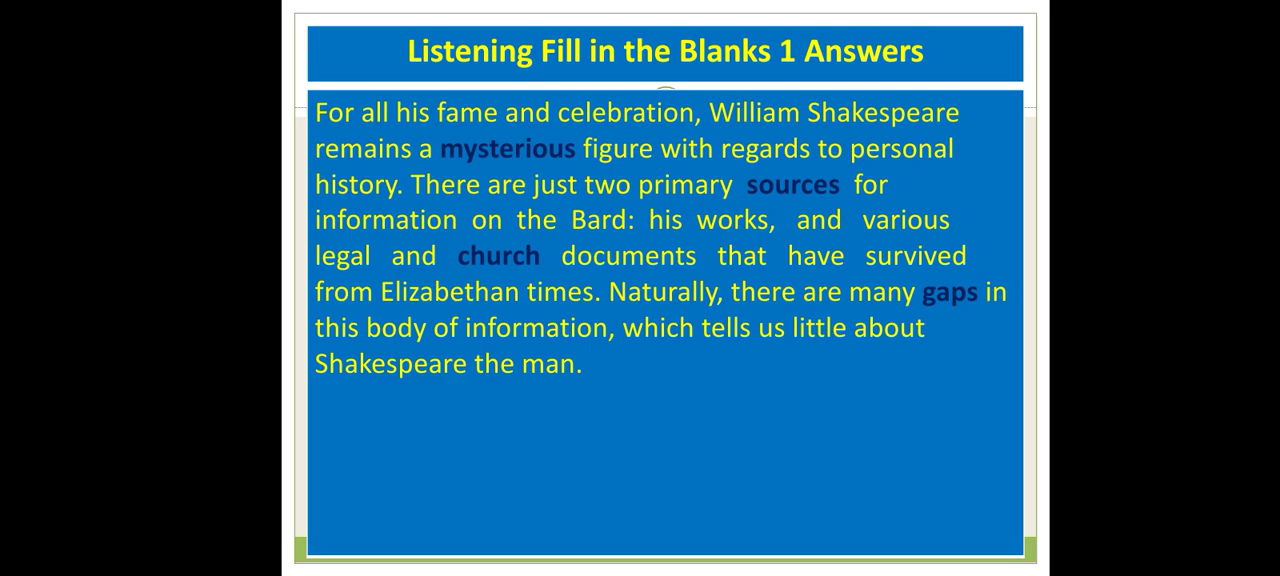 Listening Fill in the Blanks 1 Answers
For all his fame and celebration, William Shakespeare
remains a mysterious figure with regards to personal
history. There are just two primary sources for
information on the Bard: his works, and various
legal and church documents that have survived
from Elizabethan times. Naturally, there are many gaps in
this body of information, which tells us little about
Shakespeare the man.